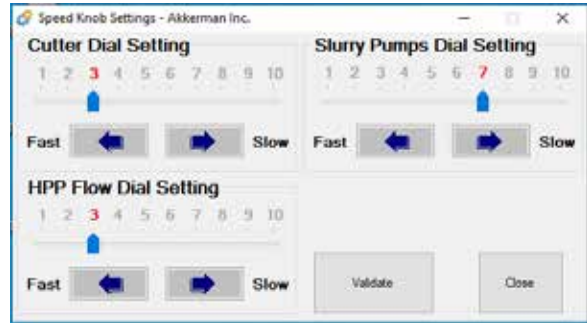 Speed Knob Settings - Akkerman Inc.
Cutter Dial Setting
1 2 3 4 5 6 7 8 9 10
Fast Slow
Slurry Pumps Dial Setting
1 2 3 4 5 6 7 8 9 10
Fast Slow
HPP Flow Dial Setting
1 2 3 4 5 6 7 8 9 10
Fast Slow
Validate
Close